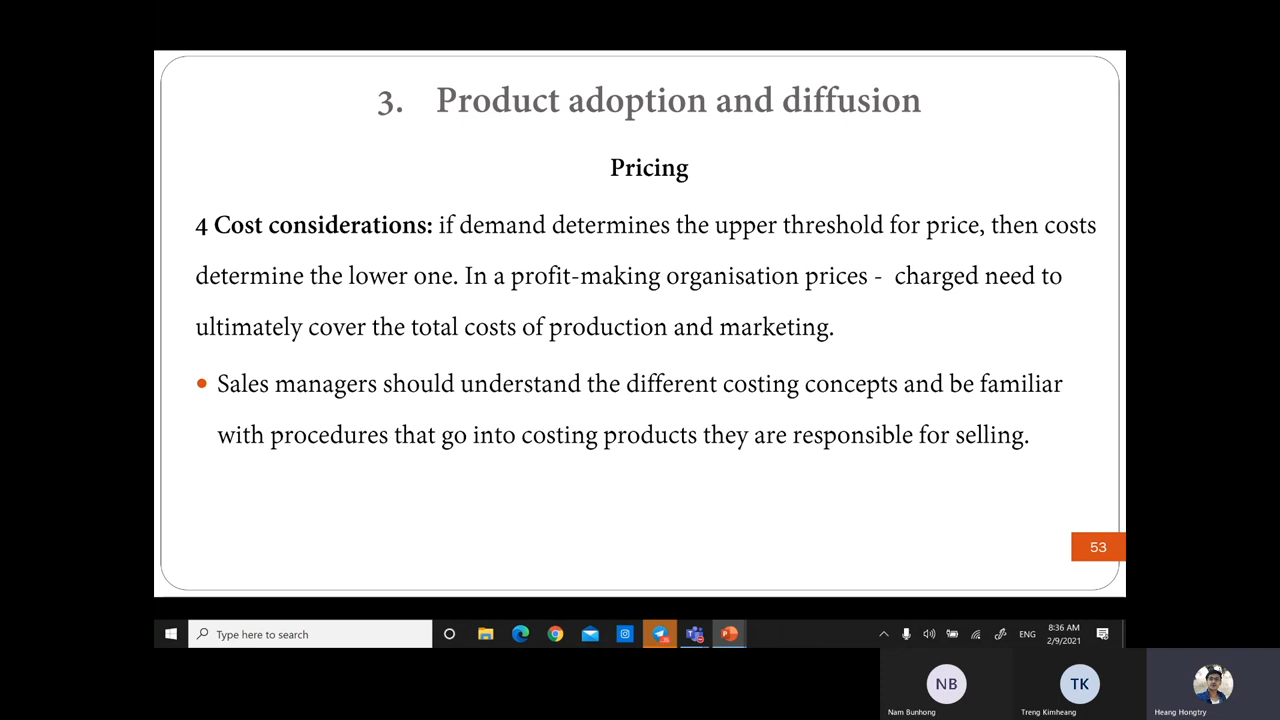 3. Product adoption and diffusion
Pricing
4 Cost considerations: if demand determines the upper threshold for price, then costs
determine the lower one. In a profit-making organisation prices - charged need to
ultimately cover the total costs of production and marketing.
• Sales managers should understand the different costing concepts and be familiar
with procedures that go into costing products they are responsible for selling.
53
Type here to search
ENG
8:36 AM
2/9/2021
NB
TK
Nam Bunhong
Treng Kimheang
Heang Hongtry